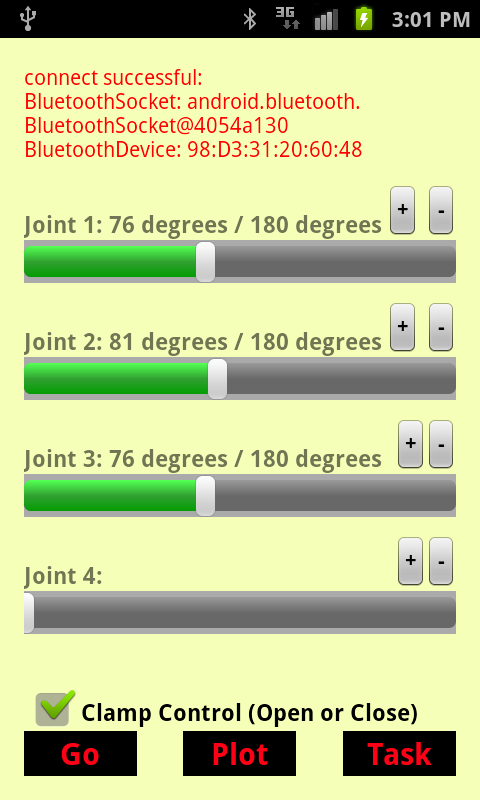 3G 3:01 PM
connect successful:
BluetoothSocket: android.bluetooth.
BluetoothSocket@4054a130
BluetoothDevice: 98:D3:31:20:60:48
Joint 1: 76 degrees / 180 degrees + -
Joint 2: 81 degrees / 180 degrees + -
Joint 3: 76 degrees / 180 degrees + -
Joint 4: + -
Clamp Control (Open or Close)
Go Plot Task